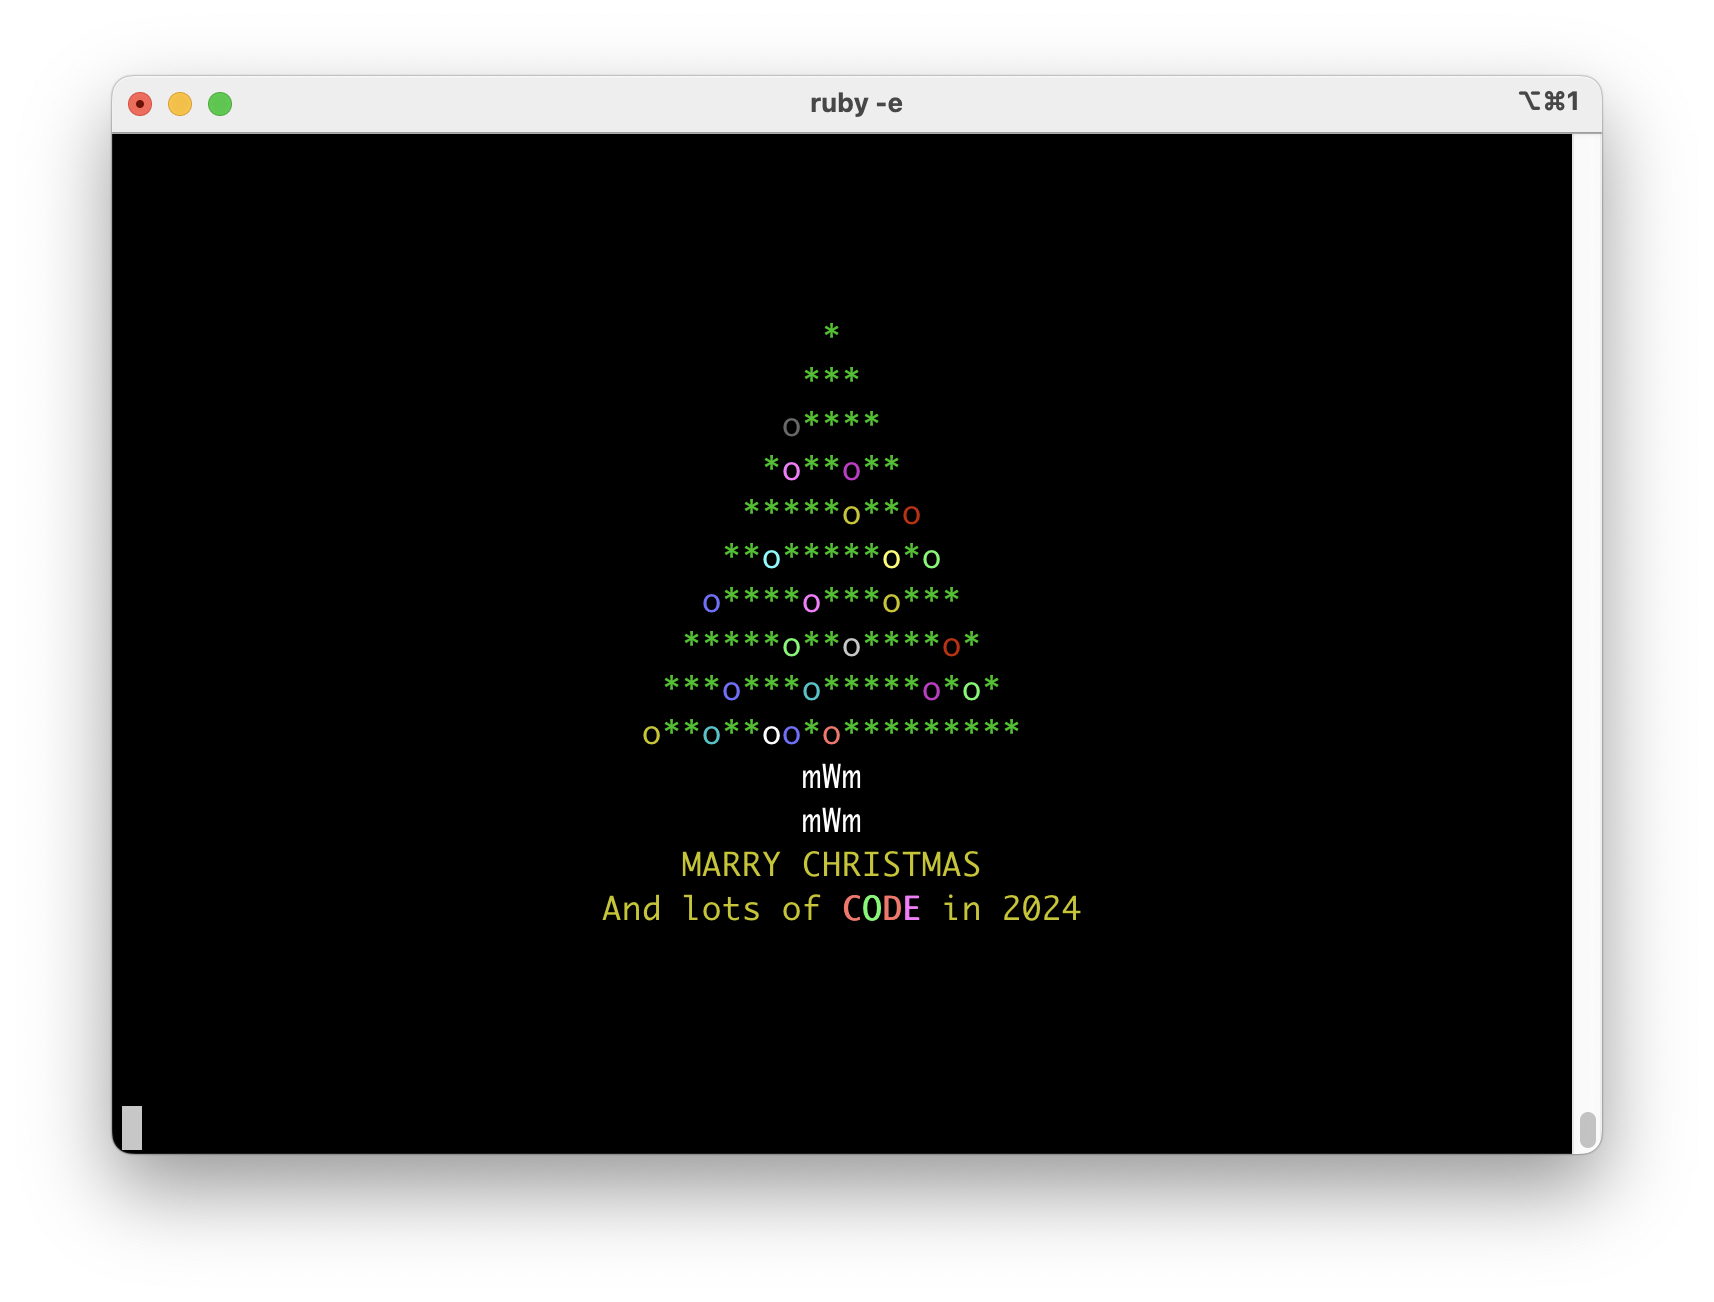 ruby -e ⌥⌘1
*
***
o****
*o**o**
*****o**o
**o*****o*o
o****o***o***
*****o**o****o*
***o***o*****o*o*
o**o**oo*o*********
mWm
mWm
MARRY CHRISTMAS
And lots of CODE in 2024